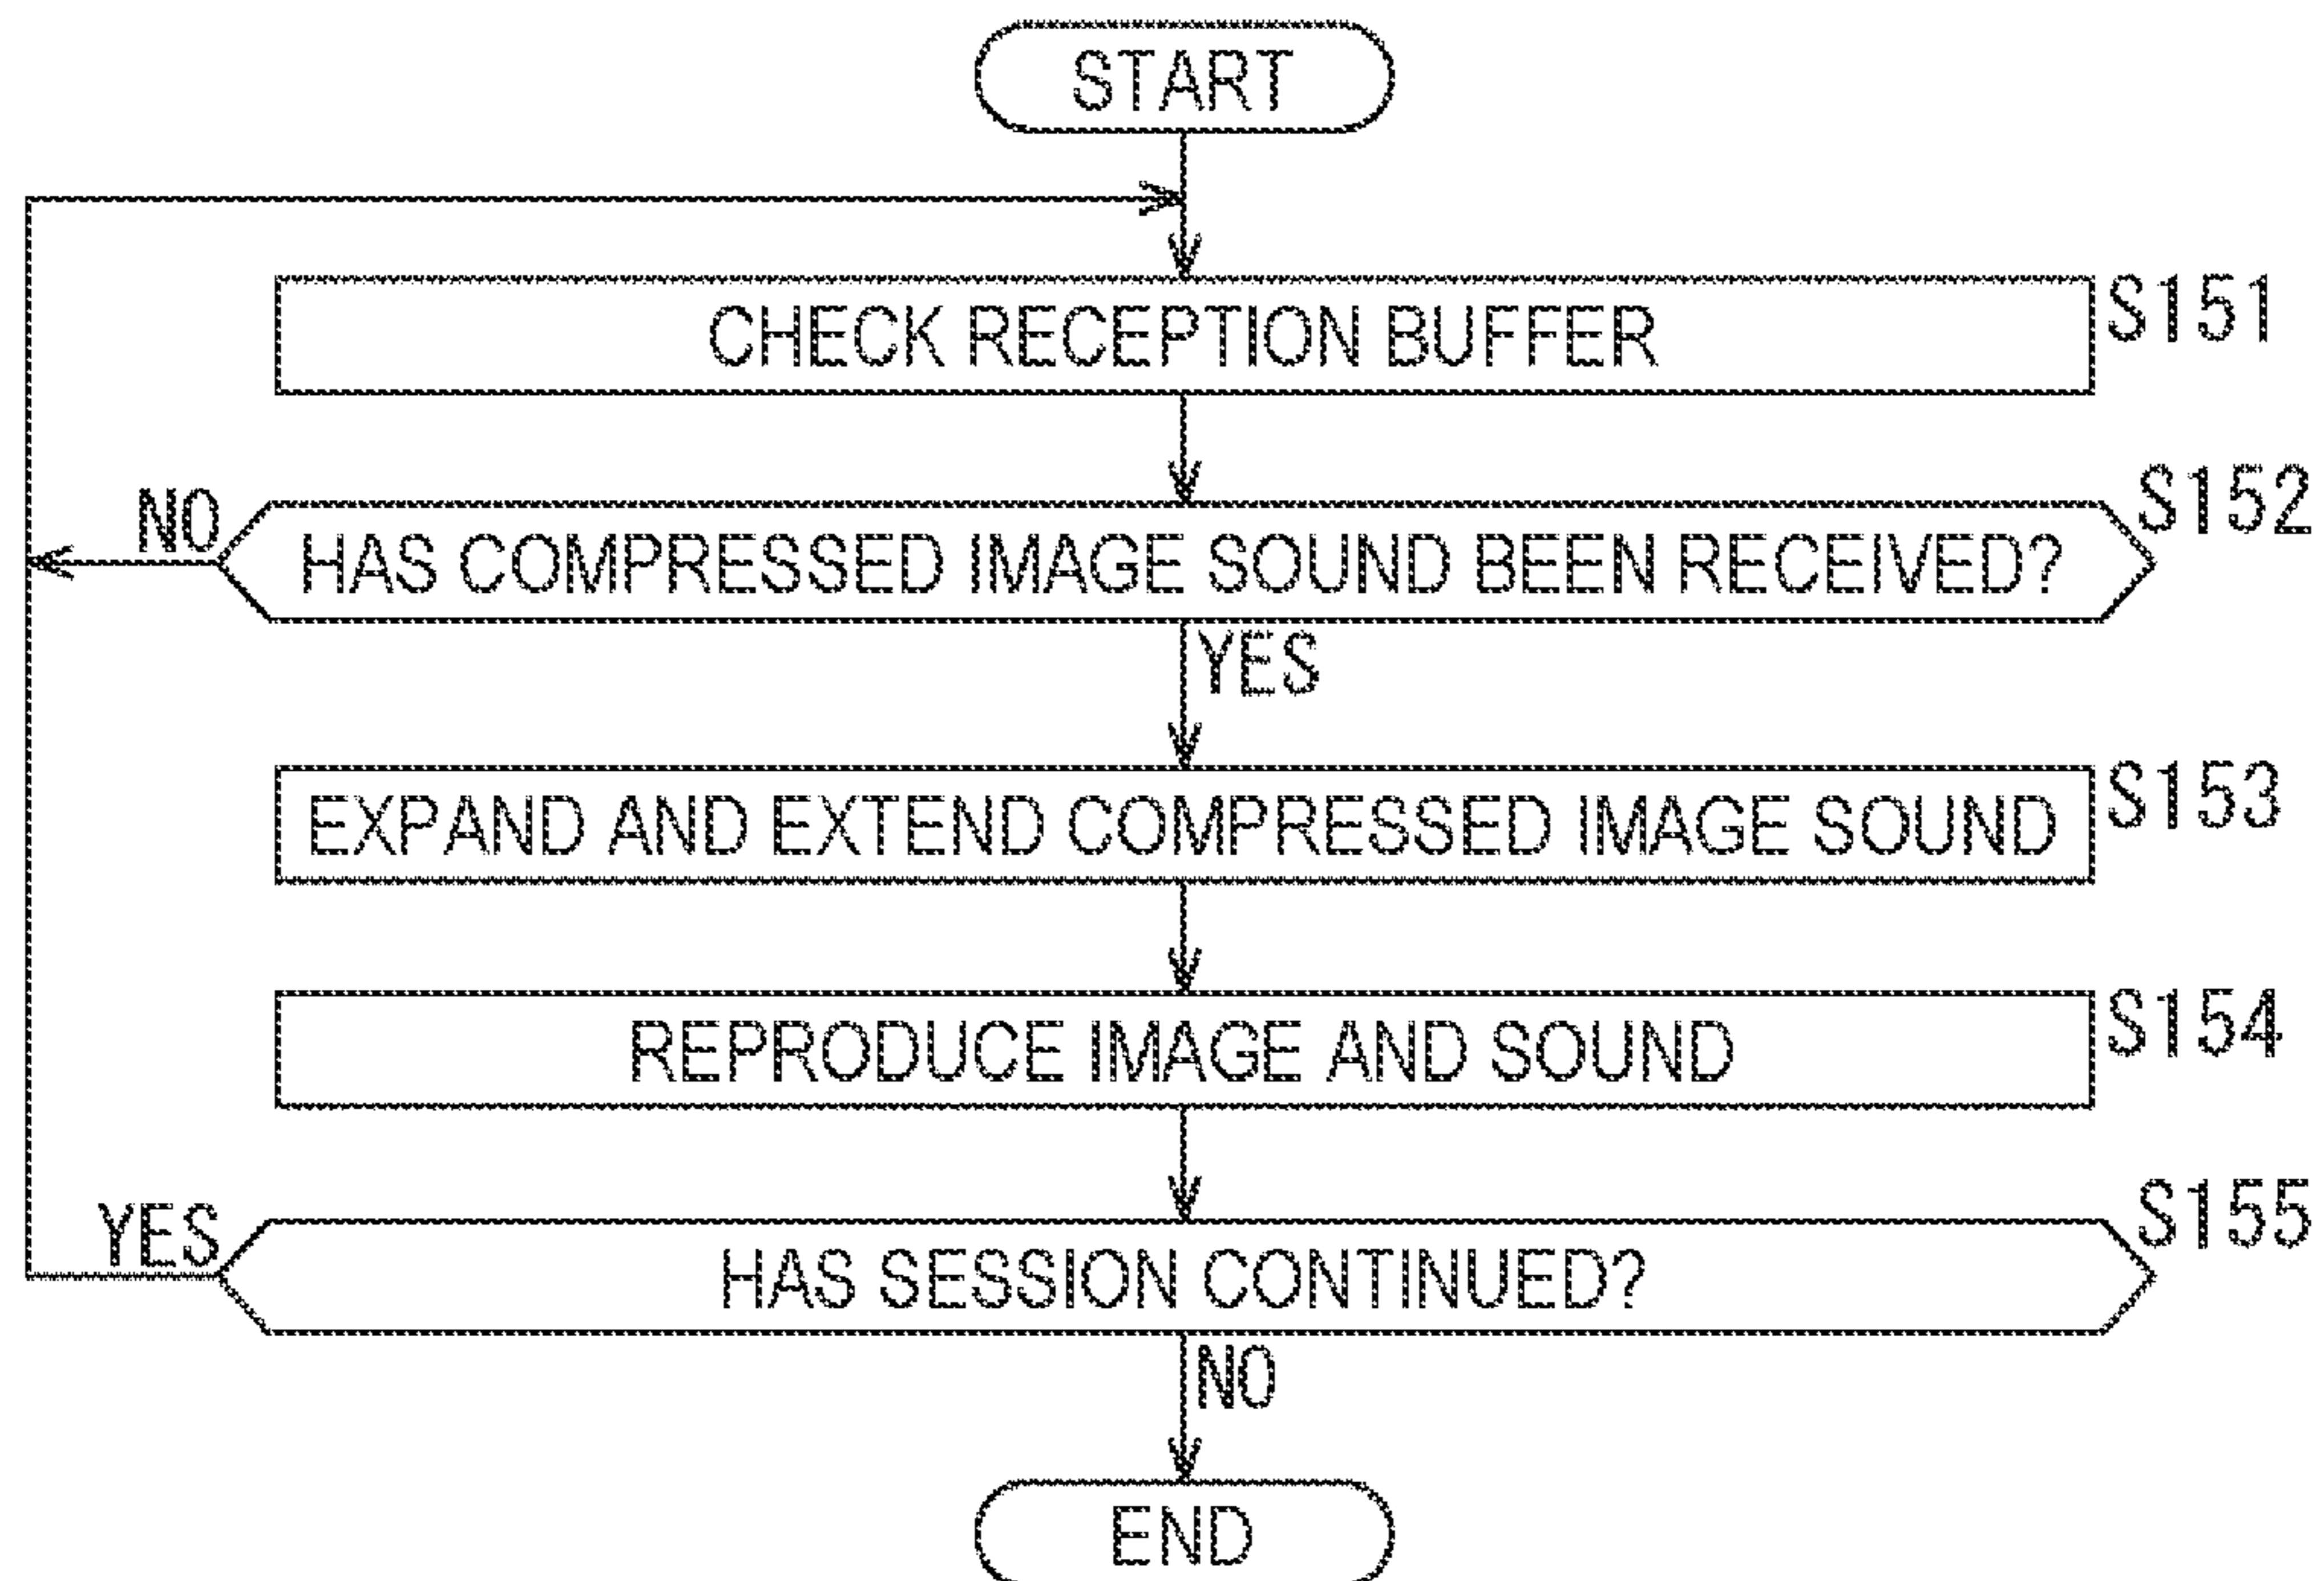 START
CHECK RECEPTION BUFFER
S151
NO
HAS COMPRESSED IMAGE SOUND BEEN RECEIVED?
S152
YES
EXPAND AND EXTEND COMPRESSED IMAGE SOUND
S153
REPRODUCE IMAGE AND SOUND
S154
YES
HAS SESSION CONTINUED?
S155
NO
END